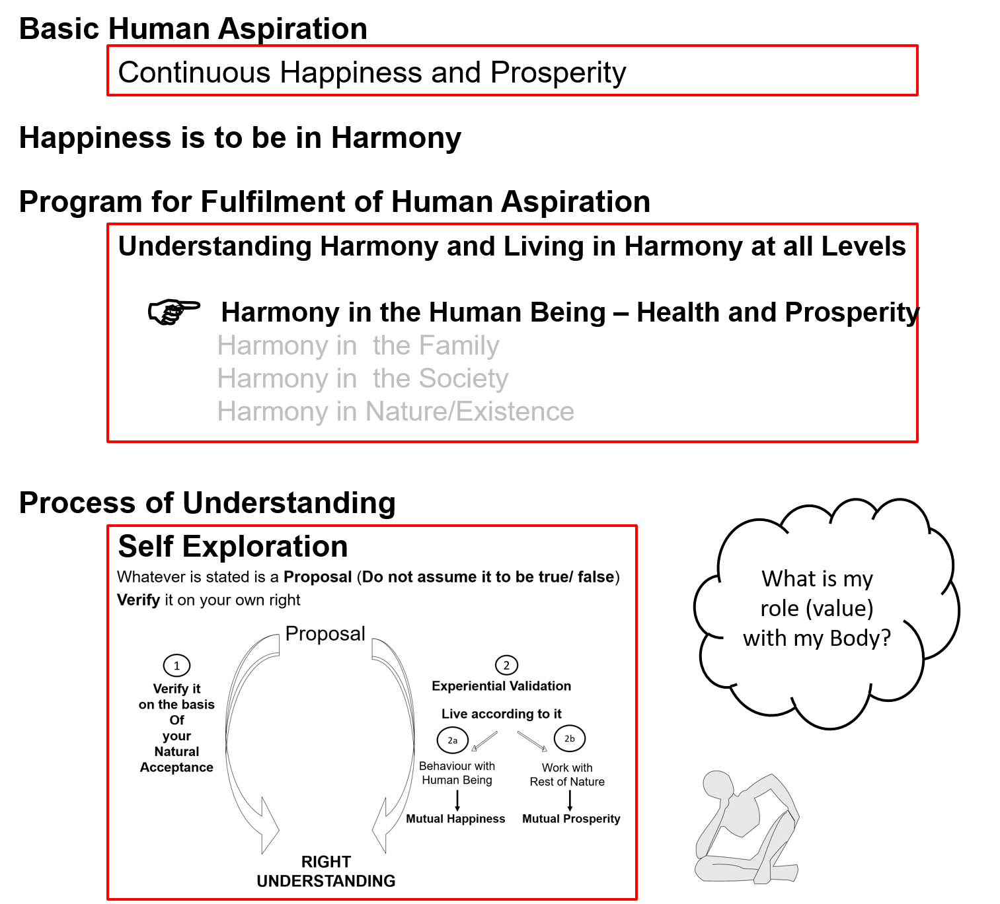 Basic Human Aspiration
Continuous Happiness and Prosperity
Happiness is to be in Harmony
Program for Fulfilment of Human Aspiration
Understanding Harmony and Living in Harmony at all Levels
Harmony in the Human Being – Health and Prosperity
Harmony in  the Family
Harmony in  the Society
Harmony in Nature/Existence
Process of Understanding
Self Exploration
Whatever is stated is a Proposal (Do not assume it to be true/ false)
Verify it on your own right
Proposal
1
Verify it
on the basis
Of
your
Natural
Acceptance
2
Experiential Validation
Live according to it
2a
Behaviour with
Human Being
Mutual Happiness
2b
Work with
Rest of Nature
Mutual Prosperity
RIGHT
UNDERSTANDING
What is my
role (value)
with my Body?